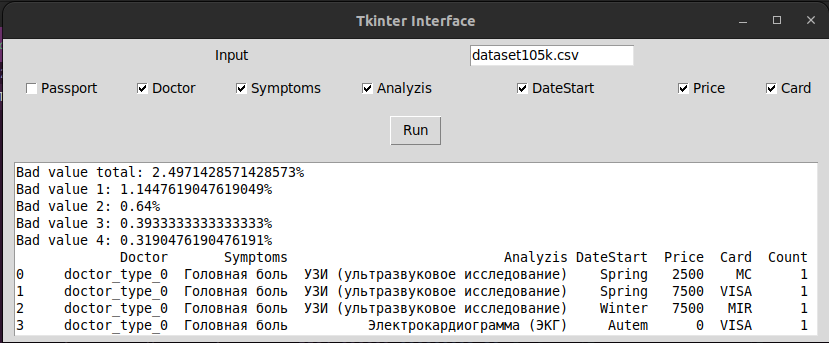 Tkinter Interface
Input dataset105k.csv
Passport Doctor Symptoms Analyzis DateStart Price Card
Run
Bad value total: 2.4971428571428573%
Bad value 1: 1.1447619047619049%
Bad value 2: 0.64%
Bad value 3: 0.3933333333333333%
Bad value 4: 0.3190476190476191%
Doctor Symptoms Analyzis DateStart Price Card Count
0 doctor_type_0 Головная боль УЗИ (ультразвуковое исследование) Spring 2500 MC 1
1 doctor_type_0 Головная боль УЗИ (ультразвуковое исследование) Spring 7500 VISA 1
2 doctor_type_0 Головная боль УЗИ (ультразвуковое исследование) Winter 7500 MIR 1
3 doctor_type_0 Головная боль Электрокардиограмма (ЭКГ) Autem 0 VISA 1